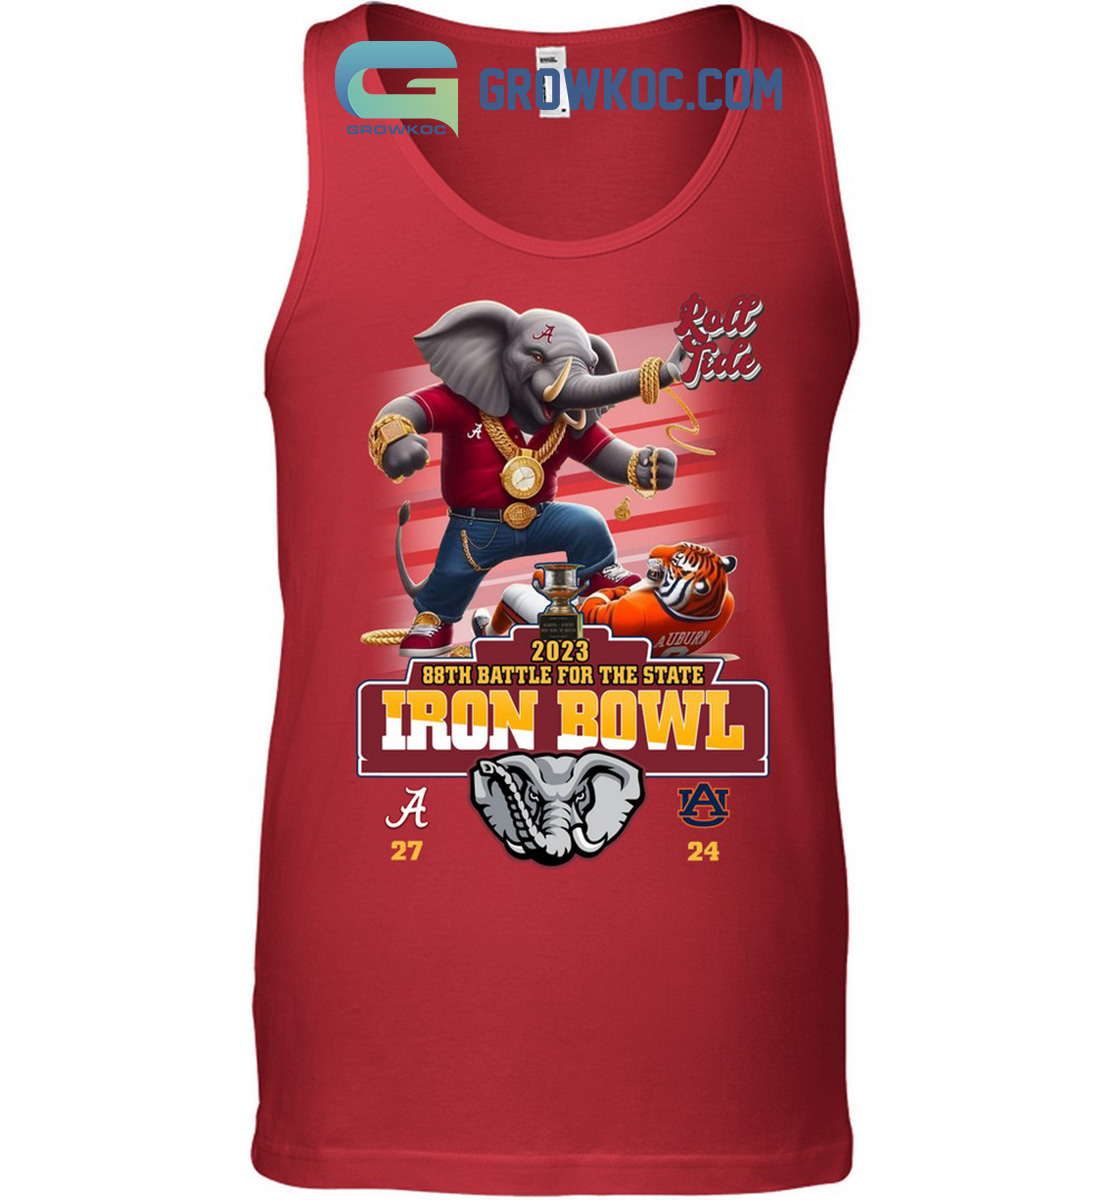 GROWKOC
GROWKOC.COM
Roll
Tide
A
A
AUBURN
2023
88TH BATTLE FOR THE STATE
IRON BOWL
A
AU
27
24